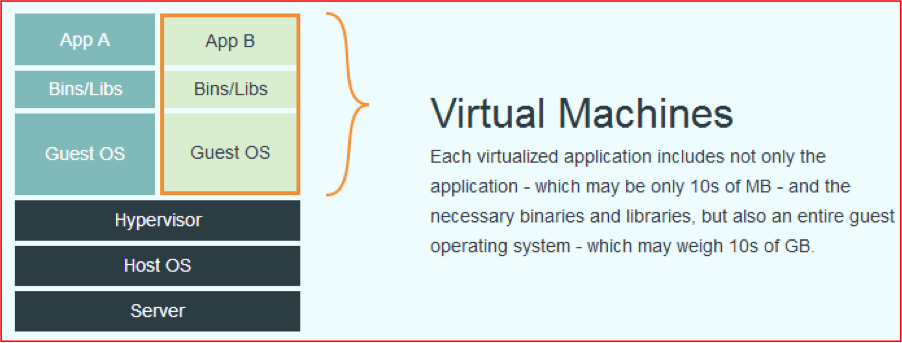 App A
App B
Bins/Libs
Bins/Libs
Guest OS
Guest OS
Hypervisor
Host OS
Server
Virtual Machines
Each virtualized application includes not only the
application - which may be only 10s of MB - and the
necessary binaries and libraries, but also an entire guest
operating system - which may weigh 10s of GB.